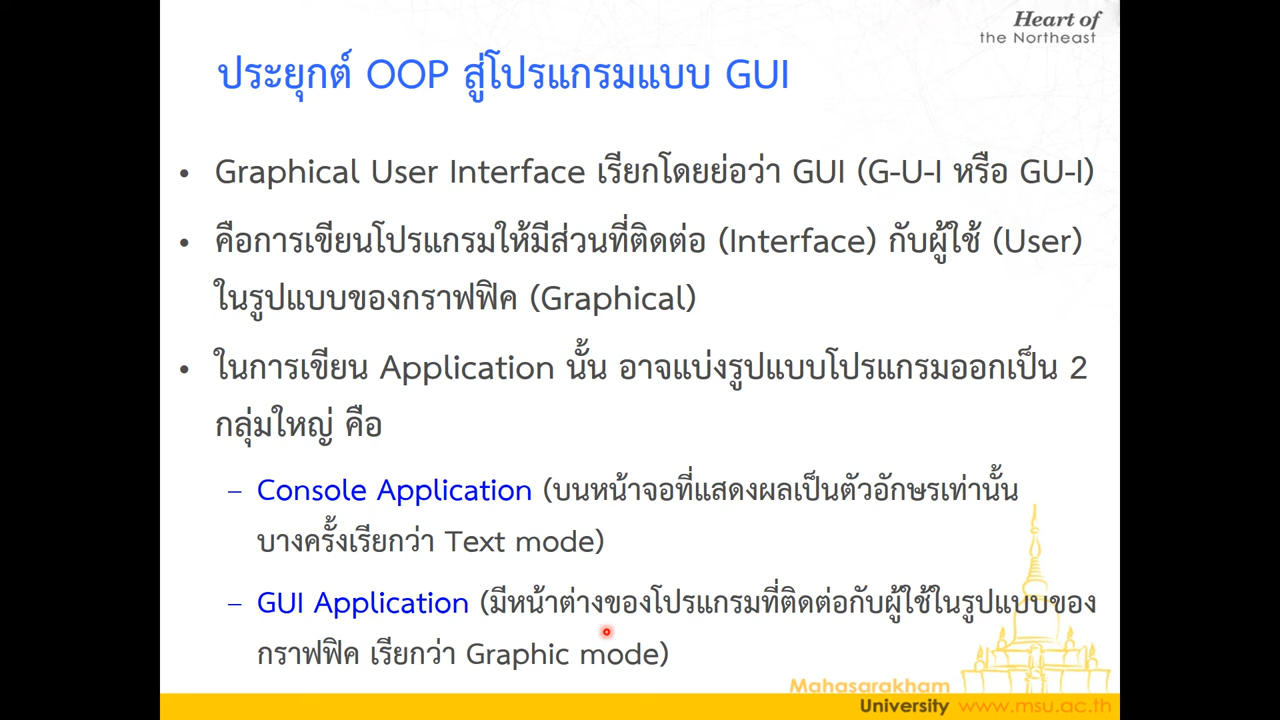 Heart of
the Northeast
ประยุกต์ OOP สู่โปรแกรมแบบ GUI
• Graphical User Interface เรียกโดยย่อว่า GUI (G-U-I หรือ GU-I)
• คือการเขียนโปรแกรมให้มีส่วนที่ติดต่อ (Interface) กับผู้ใช้ (User)
ในรูปแบบของกราฟฟิค (Graphical)
• ในการเขียน Application นั้น อาจแบ่งรูปแบบโปรแกรมออกเป็น 2
กลุ่มใหญ่ คือ
– Console Application (บนหน้าจอที่แสดงผลเป็นตัวอักษรเท่านั้น
บางครั้งเรียกว่า Text mode)
– GUI Application (มีหน้าต่างของโปรแกรมที่ติดต่อกับผู้ใช้ในรูปแบบของ
กราฟฟิค เรียกว่า Graphic mode)
Mahasarakham
University www.msu.ac.th